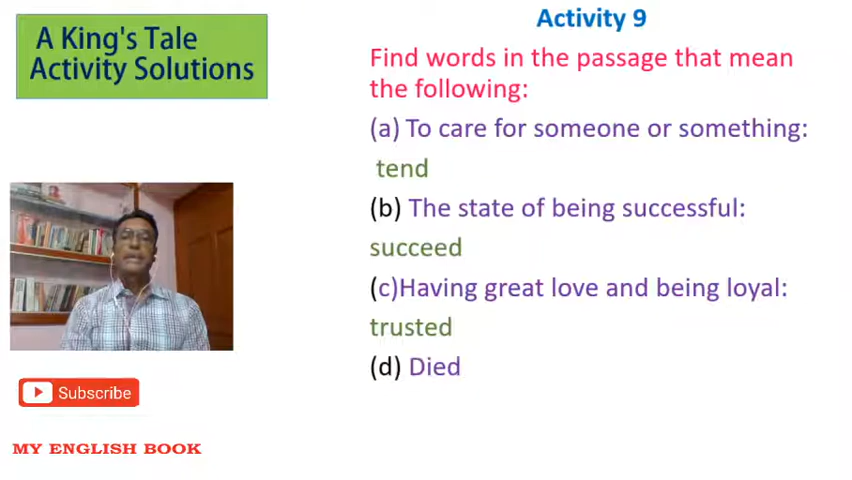 A King's Tale
Activity Solutions
Activity 9
Find words in the passage that mean
the following:
(a) To care for someone or something:
tend
(b) The state of being successful:
succeed
(c)Having great love and being loyal:
trusted
(d) Died
Subscribe
MY ENGLISH BOOK